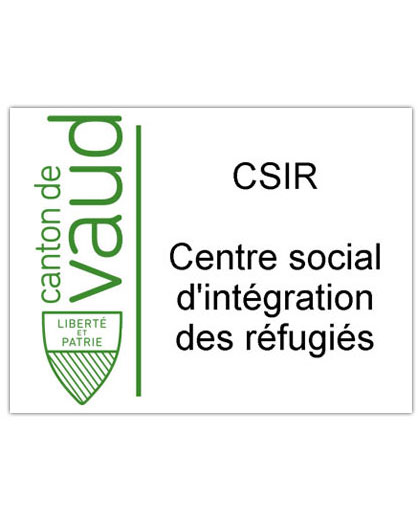 canton de
vaud
LIBERTÉ
ET
PATRIE
CSIR
Centre social
d'intégration
des réfugiés